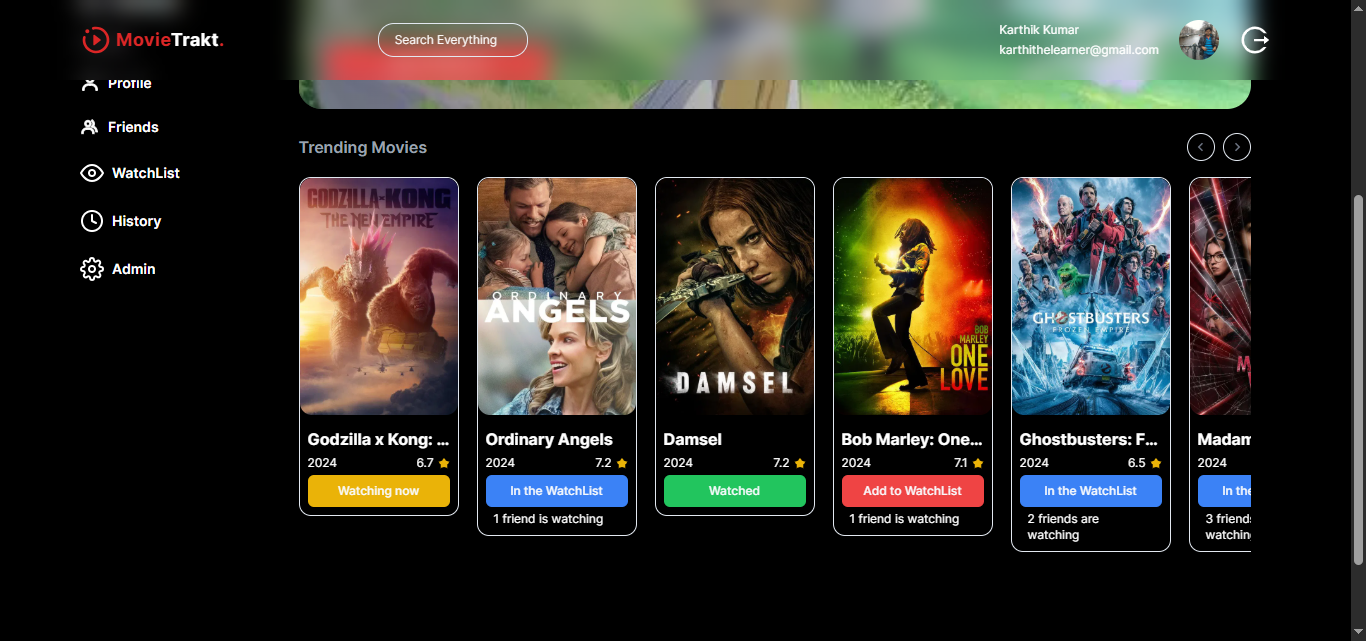 MovieTrakt.
Search Everything
Karthik Kumar
karthithelearner@gmail.com
Profile
Friends
WatchList
History
Admin
Trending Movies
GODZILLA-KONG
THE NEW EMPIRE
Godzilla x Kong: ...
2024 6.7
Watching now
ORDINARY
ANGELS
Ordinary Angels
2024 7.2
In the WatchList
1 friend is watching
DAMSEL
Damsel
2024 7.2
Watched
BOB
MARLEY
ONE
LOVE
Bob Marley: One...
2024 7.1
Add to WatchList
1 friend is watching
GHOSTBUSTERS
FROZEN EMPIRE
Ghostbusters: F...
2024 6.5
In the WatchList
2 friends are
watching
M
Madam
2024
In the
3 friends
watching